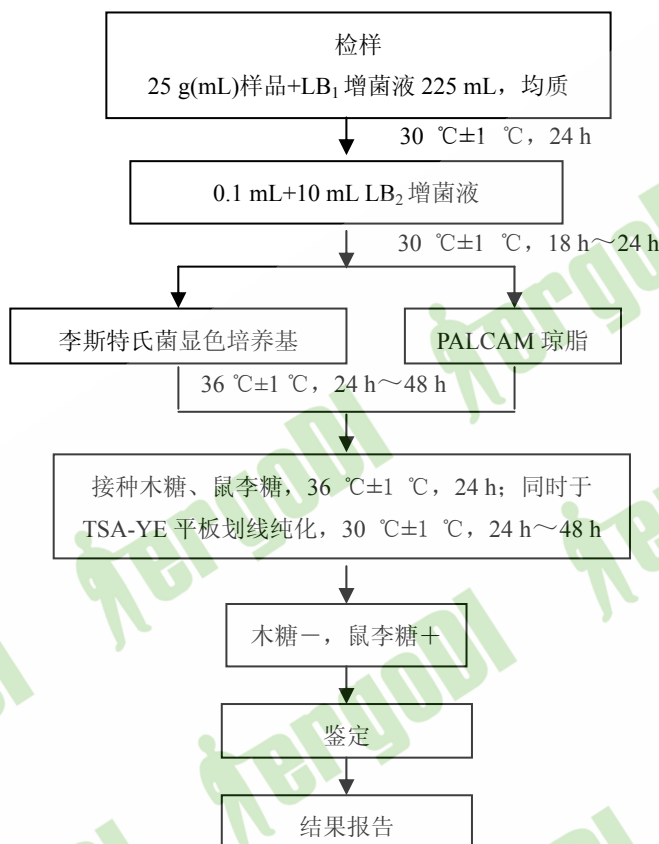 检样
25 g(mL)样品+LB₁增菌液 225 mL，均质
30 ℃±1 ℃，24 h
0.1 mL+10 mL LB₂增菌液
30 ℃±1 ℃，18 h～24 h
李斯特氏菌显色培养基
PALCAM 琼脂
36 ℃±1 ℃，24 h～48 h
接种木糖、鼠李糖，36 ℃±1 ℃，24 h；同时于
TSA-YE 平板划线纯化，30 ℃±1 ℃，24 h～48 h
木糖－，鼠李糖＋
鉴定
结果报告